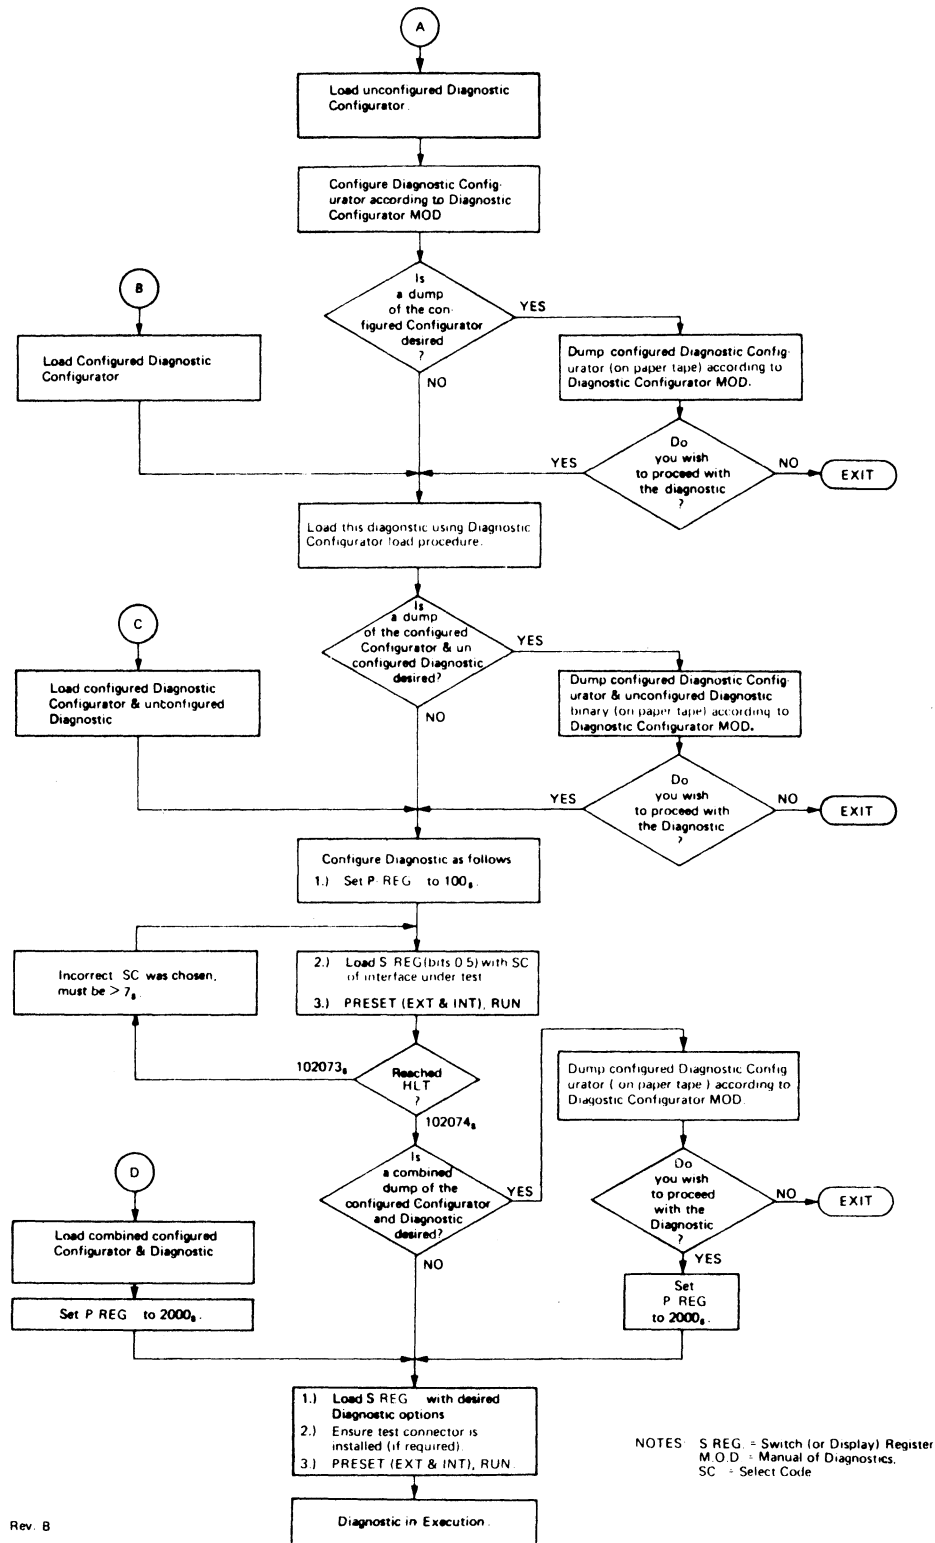 A
Load unconfigured Diagnostic
Configurator.
Configure Diagnostic Config-
urator according to Diagnostic
Configurator MOD
Is
a dump
of the con-
figured Configurator
desired
?
YES
NO
B
Load Configured Diagnostic
Configurator
Dump configured Diagnostic Config-
urator (on paper tape) according to
Diagnostic Configurator MOD.
Do
you wish
to proceed with
the diagnostic
?
YES
NO
EXIT
Load this diagonstic using Diagnostic
Configurator load procedure.
Is
a dump
of the configured
Configurator & un
configured Diagnostic
desired?
YES
NO
C
Load configured Diagnostic
Configurator & unconfigured
Diagnostic
Dump configured Diagnostic Config-
urator & unconfigured Diagnostic
binary (on paper tape) according to
Diagnostic Configurator MOD.
Do
you wish
to proceed with
the Diagnostic
?
YES
NO
EXIT
Configure Diagnostic as follows
1.) Set P REG to 100₈.
Incorrect SC was chosen,
must be > 7₈
2.) Load S REG (bits 0 5) with SC
of interface under test
3.) PRESET (EXT & INT), RUN
102073₈
Reached
HLT
?
102074₈
Dump configured Diagnostic Config
urator ( on paper tape ) according to
Diagostic Configurator MOD.
Is
a combined
dump of the
configured Configurator
and Diagnostic
desired?
YES
NO
Do
you wish
to proceed
with the
Diagnostic
?
NO
EXIT
YES
D
Load combined configured
Configurator & Diagnostic
Set P REG to 2000₈.
Set
P REG
to 2000₈.
1.) Load S REG with desired
Diagnostic options
2.) Ensure test connector is
installed (if required).
3.) PRESET (EXT & INT), RUN.
Diagnostic in Execution.
NOTES S REG. = Switch (or Display) Register
M.O.D = Manual of Diagnostics.
SC = Select Code
Rev. B